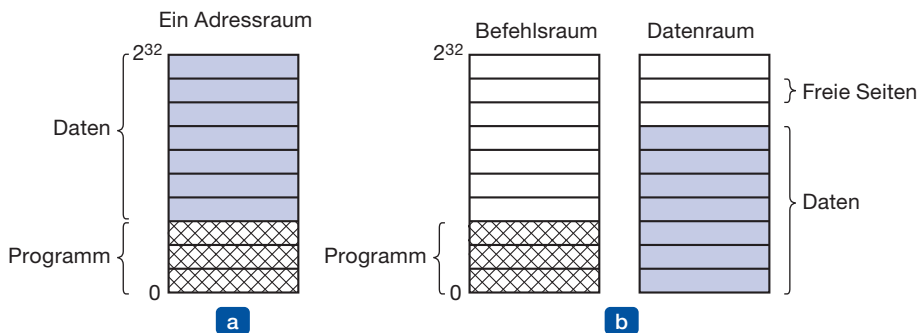 Ein Adressraum
2³²
Daten
Programm
0
a
Befehlsraum
Datenraum
2³²
Freie Seiten
Daten
Programm
0
b